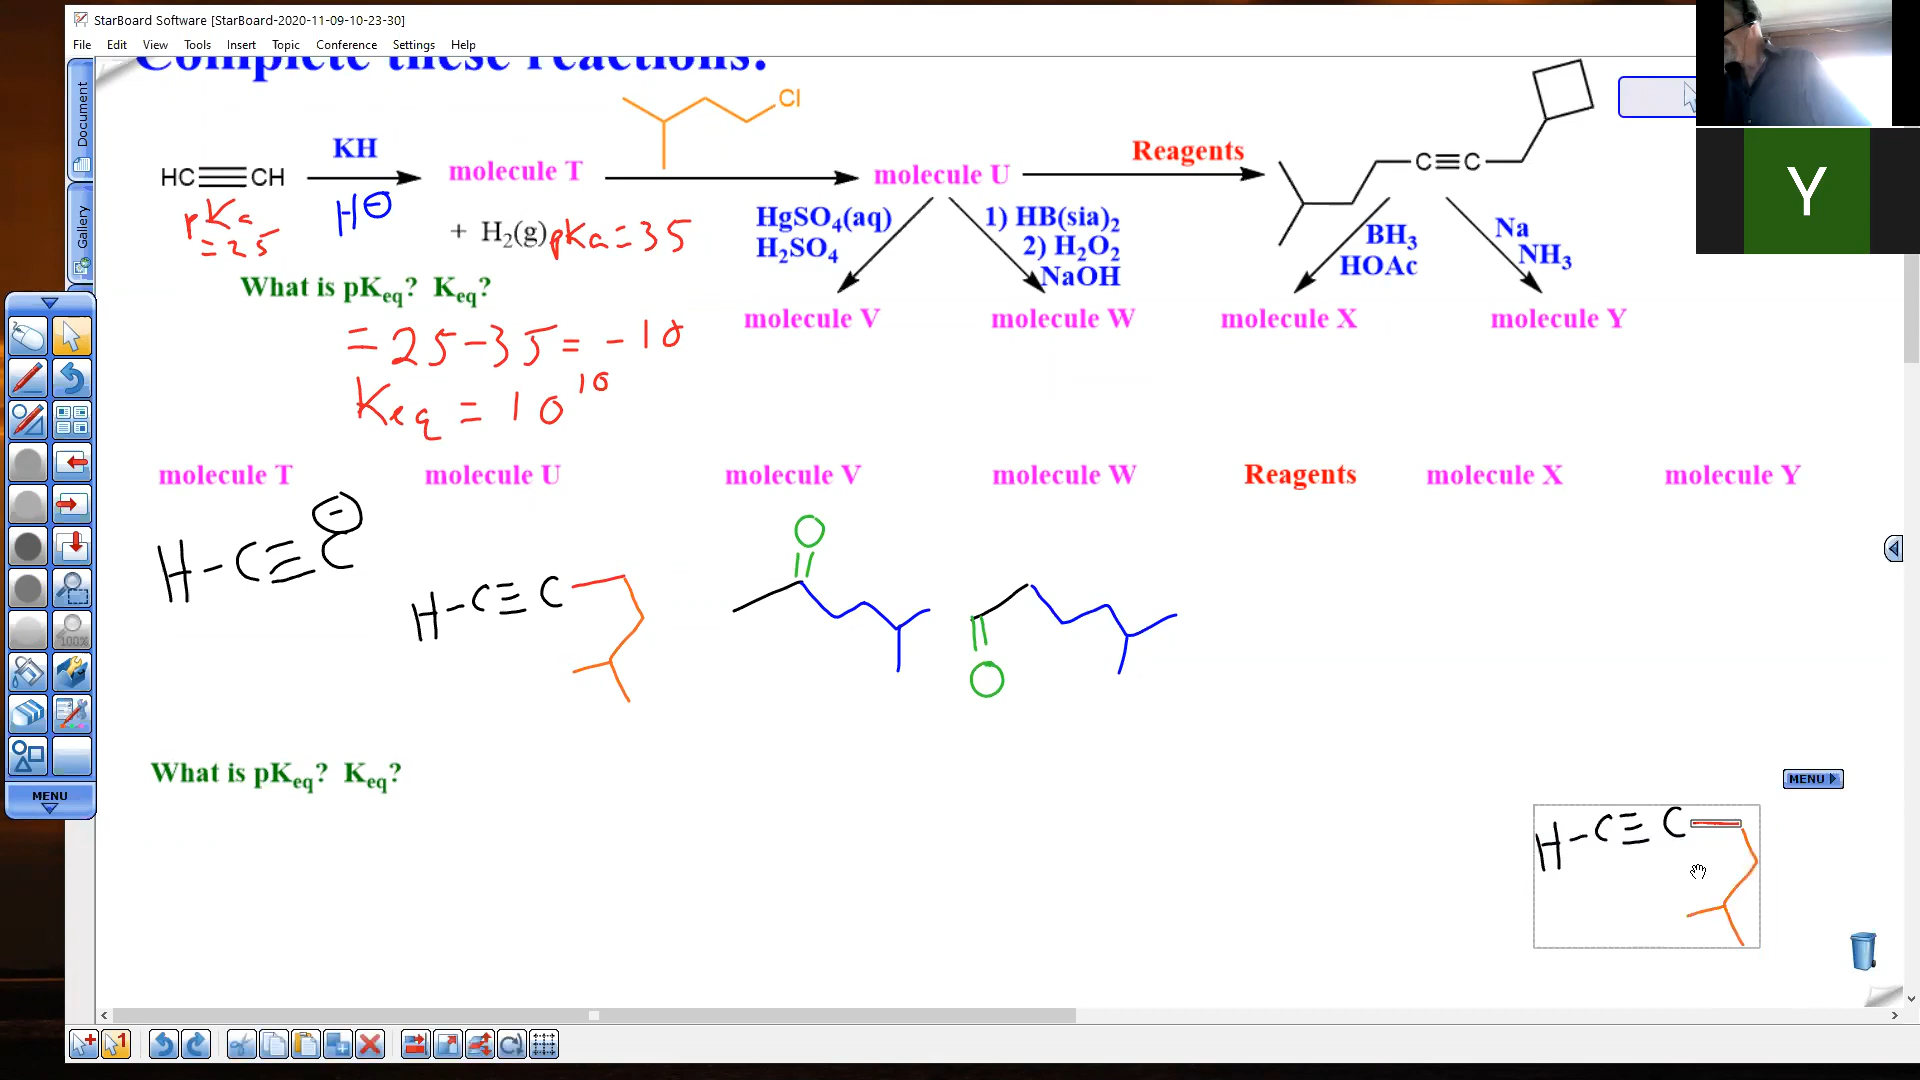 StarBoard Software [StarBoard-2020-11-09-10-23-30]
File Edit View Tools Insert Topic Conference Settings Help
Document
Gallery
Complete these reactions.
Cl
HC≡CH
KH
H⊖
molecule T
molecule U
Reagents
C≡C
pKa
=25
+ H2(g)
pKa=35
HgSO4(aq)
H2SO4
1) HB(sia)2
2) H2O2
NaOH
BH3
HOAc
Na
NH3
What is pKeq? Keq?
molecule V
molecule W
molecule X
molecule Y
= 25-35 = -10
Keq = 10^10
molecule T
molecule U
molecule V
molecule W
Reagents
molecule X
molecule Y
H-C≡C
⊖
H-C≡C
O
O
What is pKeq? Keq?
H-C≡C
MENU
MENU
100%
1
Y